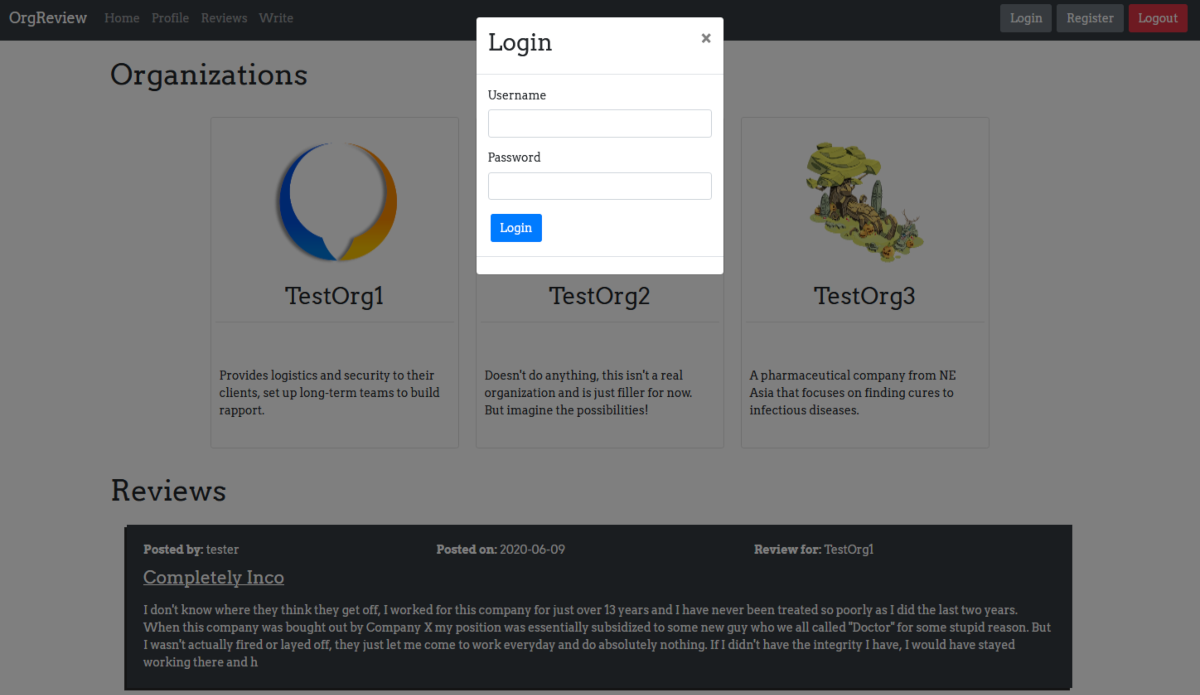 OrgReview Home Profile Reviews Write Login Register Logout
Login ×
Username
Password
Login
Organizations
TestOrg1 TestOrg2 TestOrg3
Provides logistics and security to their
clients, set up long-term teams to build
rapport.
Doesn't do anything, this isn't a real
organization and is just filler for now.
But imagine the possibilities!
A pharmaceutical company from NE
Asia that focuses on finding cures to
infectious diseases.
Reviews
Posted by: tester Posted on: 2020-06-09 Review for: TestOrg1
Completely Inco
I don't know where they think they get off, I worked for this company for just over 13 years and I have never been treated so poorly as I did the last two years.
When this company was bought out by Company X my position was essentially subsidized to some new guy who we all called "Doctor" for some stupid reason. But
I wasn't actually fired or layed off, they just let me come to work everyday and do absolutely nothing. If I didn't have the integrity I have, I would have stayed
working there and h